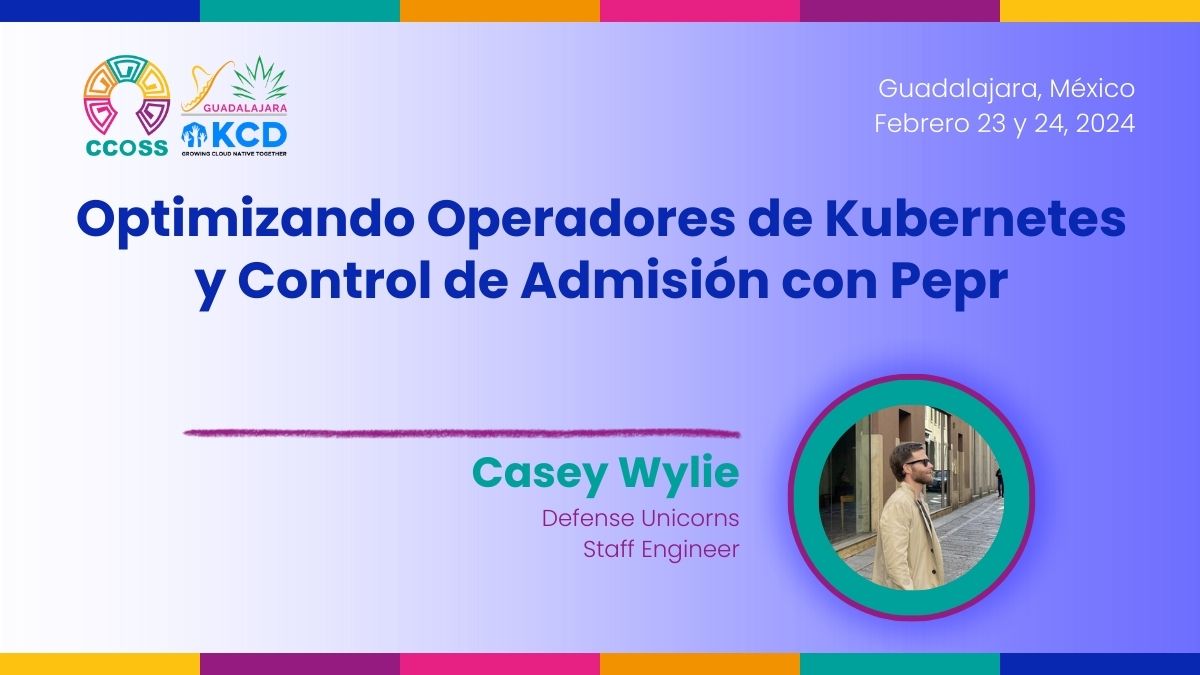 CCOSS
GUADALAJARA
KCD
GROWING CLOUD NATIVE TOGETHER
Guadalajara, México
Febrero 23 y 24, 2024
Optimizando Operadores de Kubernetes
y Control de Admisión con Pepr
Casey Wylie
Defense Unicorns
Staff Engineer